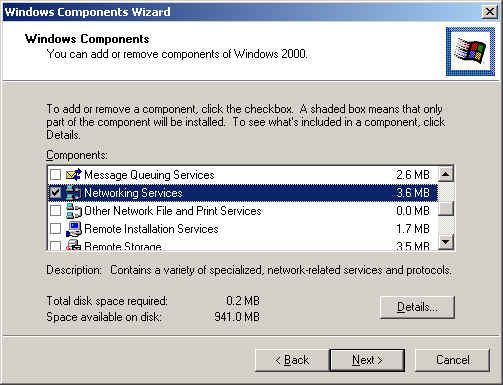 Windows Components Wizard
Windows Components
You can add or remove components of Windows 2000.
To add or remove a component, click the checkbox. A shaded box means that only
part of the component will be installed. To see what's included in a component, click
Details.
Components:
Message Queuing Services 2.6 MB
Networking Services 3.6 MB
Other Network File and Print Services 0.0 MB
Remote Installation Services 1.7 MB
Remote Storage 3.5 MB
Description: Contains a variety of specialized, network-related services and protocols.
Total disk space required: 0.2 MB
Space available on disk: 941.0 MB
Details...
< Back Next > Cancel